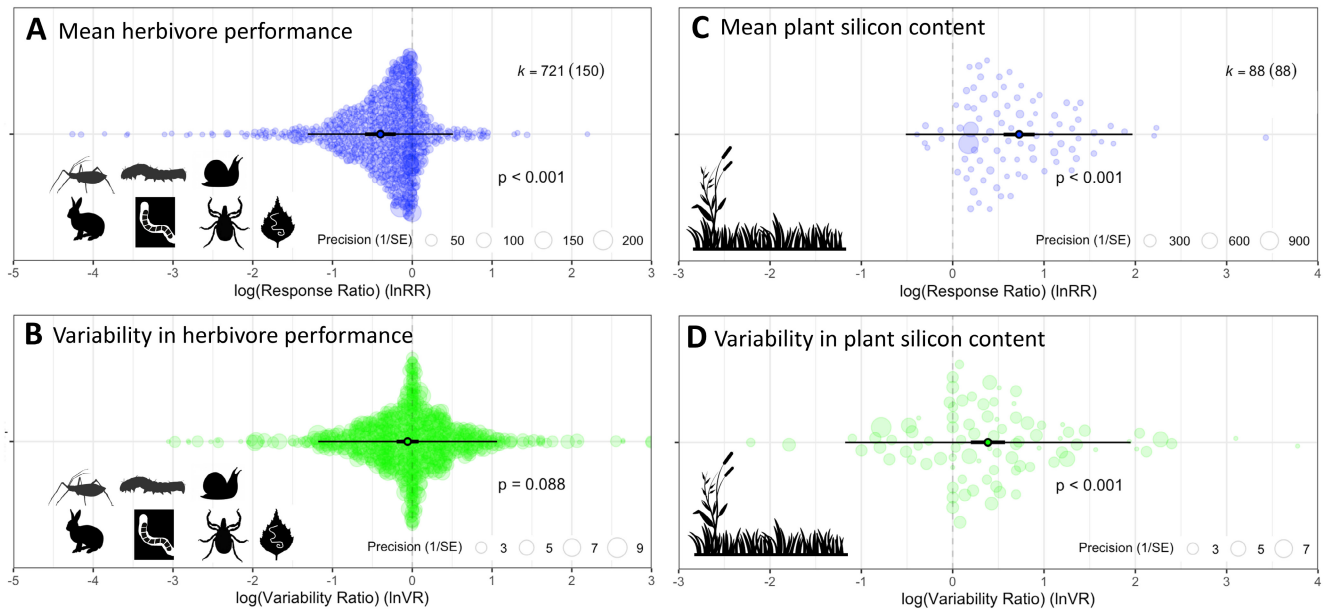 A Mean herbivore performance
k = 721 (150)
p < 0.001
Precision (1/SE) 50 100 150 200
-5 -4 -3 -2 -1 0 1 2 3
log(Response Ratio) (lnRR)
B Variability in herbivore performance
p = 0.088
Precision (1/SE) 3 5 7 9
-5 -4 -3 -2 -1 0 1 2 3
log(Variability Ratio) (lnVR)
C Mean plant silicon content
k = 88 (88)
p < 0.001
Precision (1/SE) 300 600 900
-3 -2 -1 0 1 2 3 4
log(Response Ratio) (lnRR)
D Variability in plant silicon content
p < 0.001
Precision (1/SE) 3 5 7
-3 -2 -1 0 1 2 3 4
log(Variability Ratio) (lnVR)